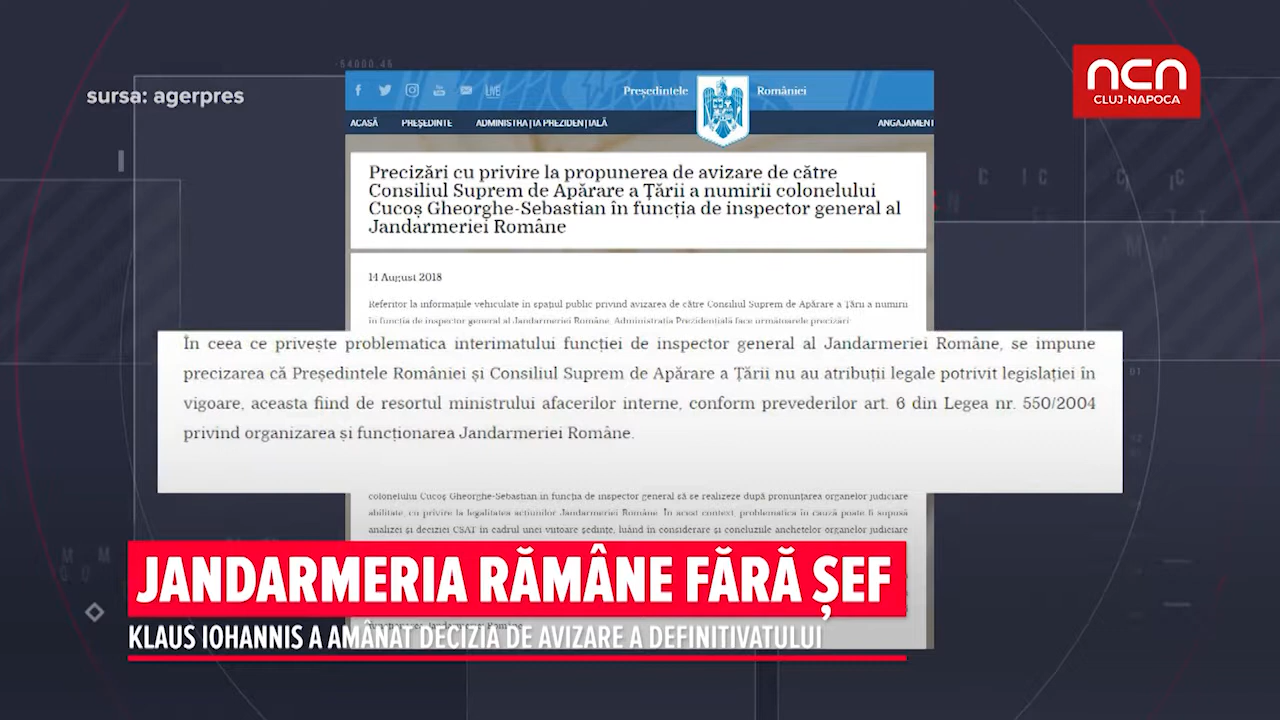 54000.46
sursa: agerpres
ncn
CLUJ-NAPOCA
LIVE
Președintele României
ACASĂ PREȘEDINTE ADMINISTRAȚIA PREZIDENȚIALĂ ANGAJAMENT
Precizări cu privire la propunerea de avizare de către
Consiliul Suprem de Apărare a Țării a numirii colonelului
Cucoș Gheorghe-Sebastian în funcția de inspector general al
Jandarmeriei Române
14 August 2018
Referitor la informațiile vehiculate în spațiul public privind avizarea de către Consiliul Suprem de Apărare a Țării a numirii
în funcția de inspector general al Jandarmeriei Române, Administrația Prezidențială face următoarele precizări:
În ceea ce privește problematica interimatului funcției de inspector general al Jandarmeriei Române, se impune
precizarea că Președintele României și Consiliul Suprem de Apărare a Țării nu au atribuții legale potrivit legislației în
vigoare, aceasta fiind de resortul ministrului afacerilor interne, conform prevederilor art. 6 din Legea nr. 550/2004
privind organizarea și funcționarea Jandarmeriei Române.
colonelului Cucoș Gheorghe-Sebastian în funcția de inspector general să se realizeze după pronunțarea organelor judiciare
abilitate, cu privire la legalitatea acțiunilor Jandarmeriei Române. În acest context, problematica în cauză poate fi supusă
analizei și deciziei CSAT în cadrul unei viitoare ședințe, luând în considerare și concluziile anchetelor organelor judiciare
JANDARMERIA RĂMÂNE FĂRĂ ȘEF
KLAUS IOHANNIS A AMÂNAT DECIZIA DE AVIZARE A DEFINITIVATULUI